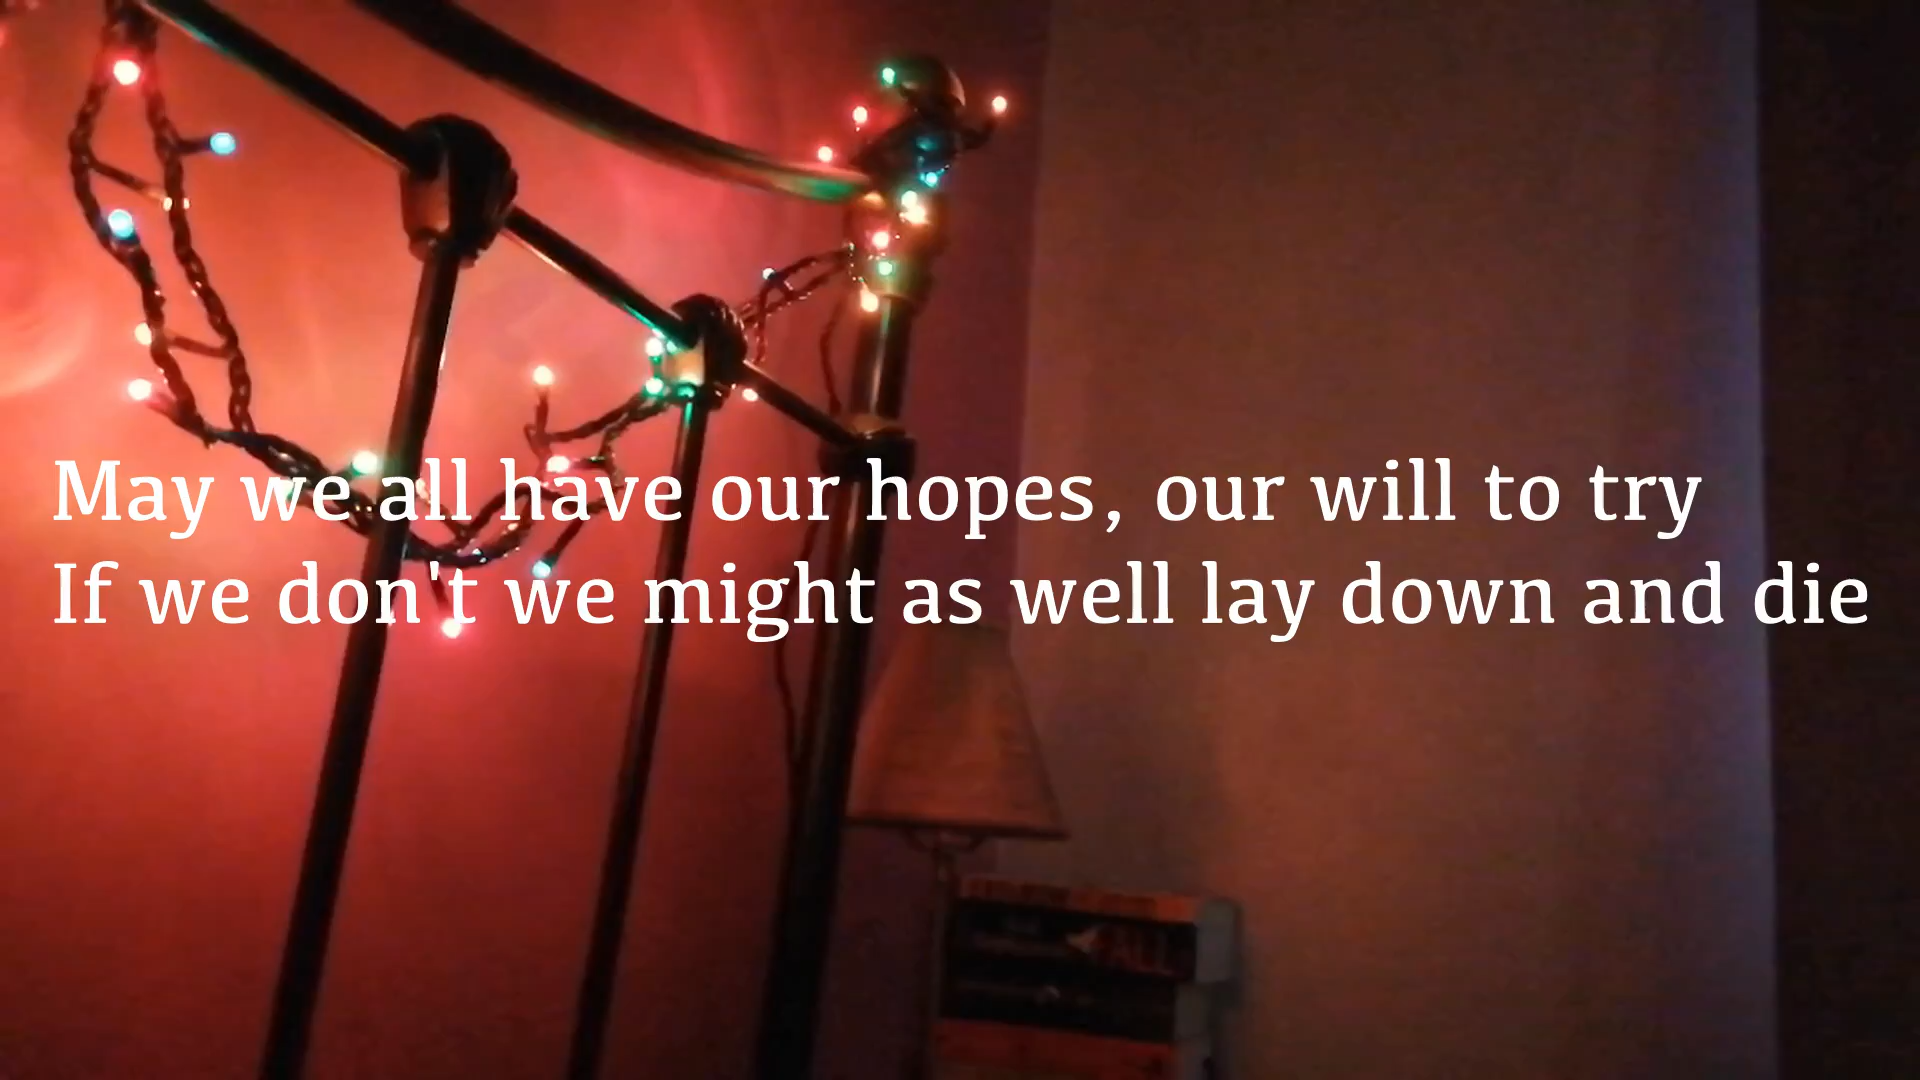 May we all have our hopes, our will to try
If we don't we might as well lay down and die
ALL